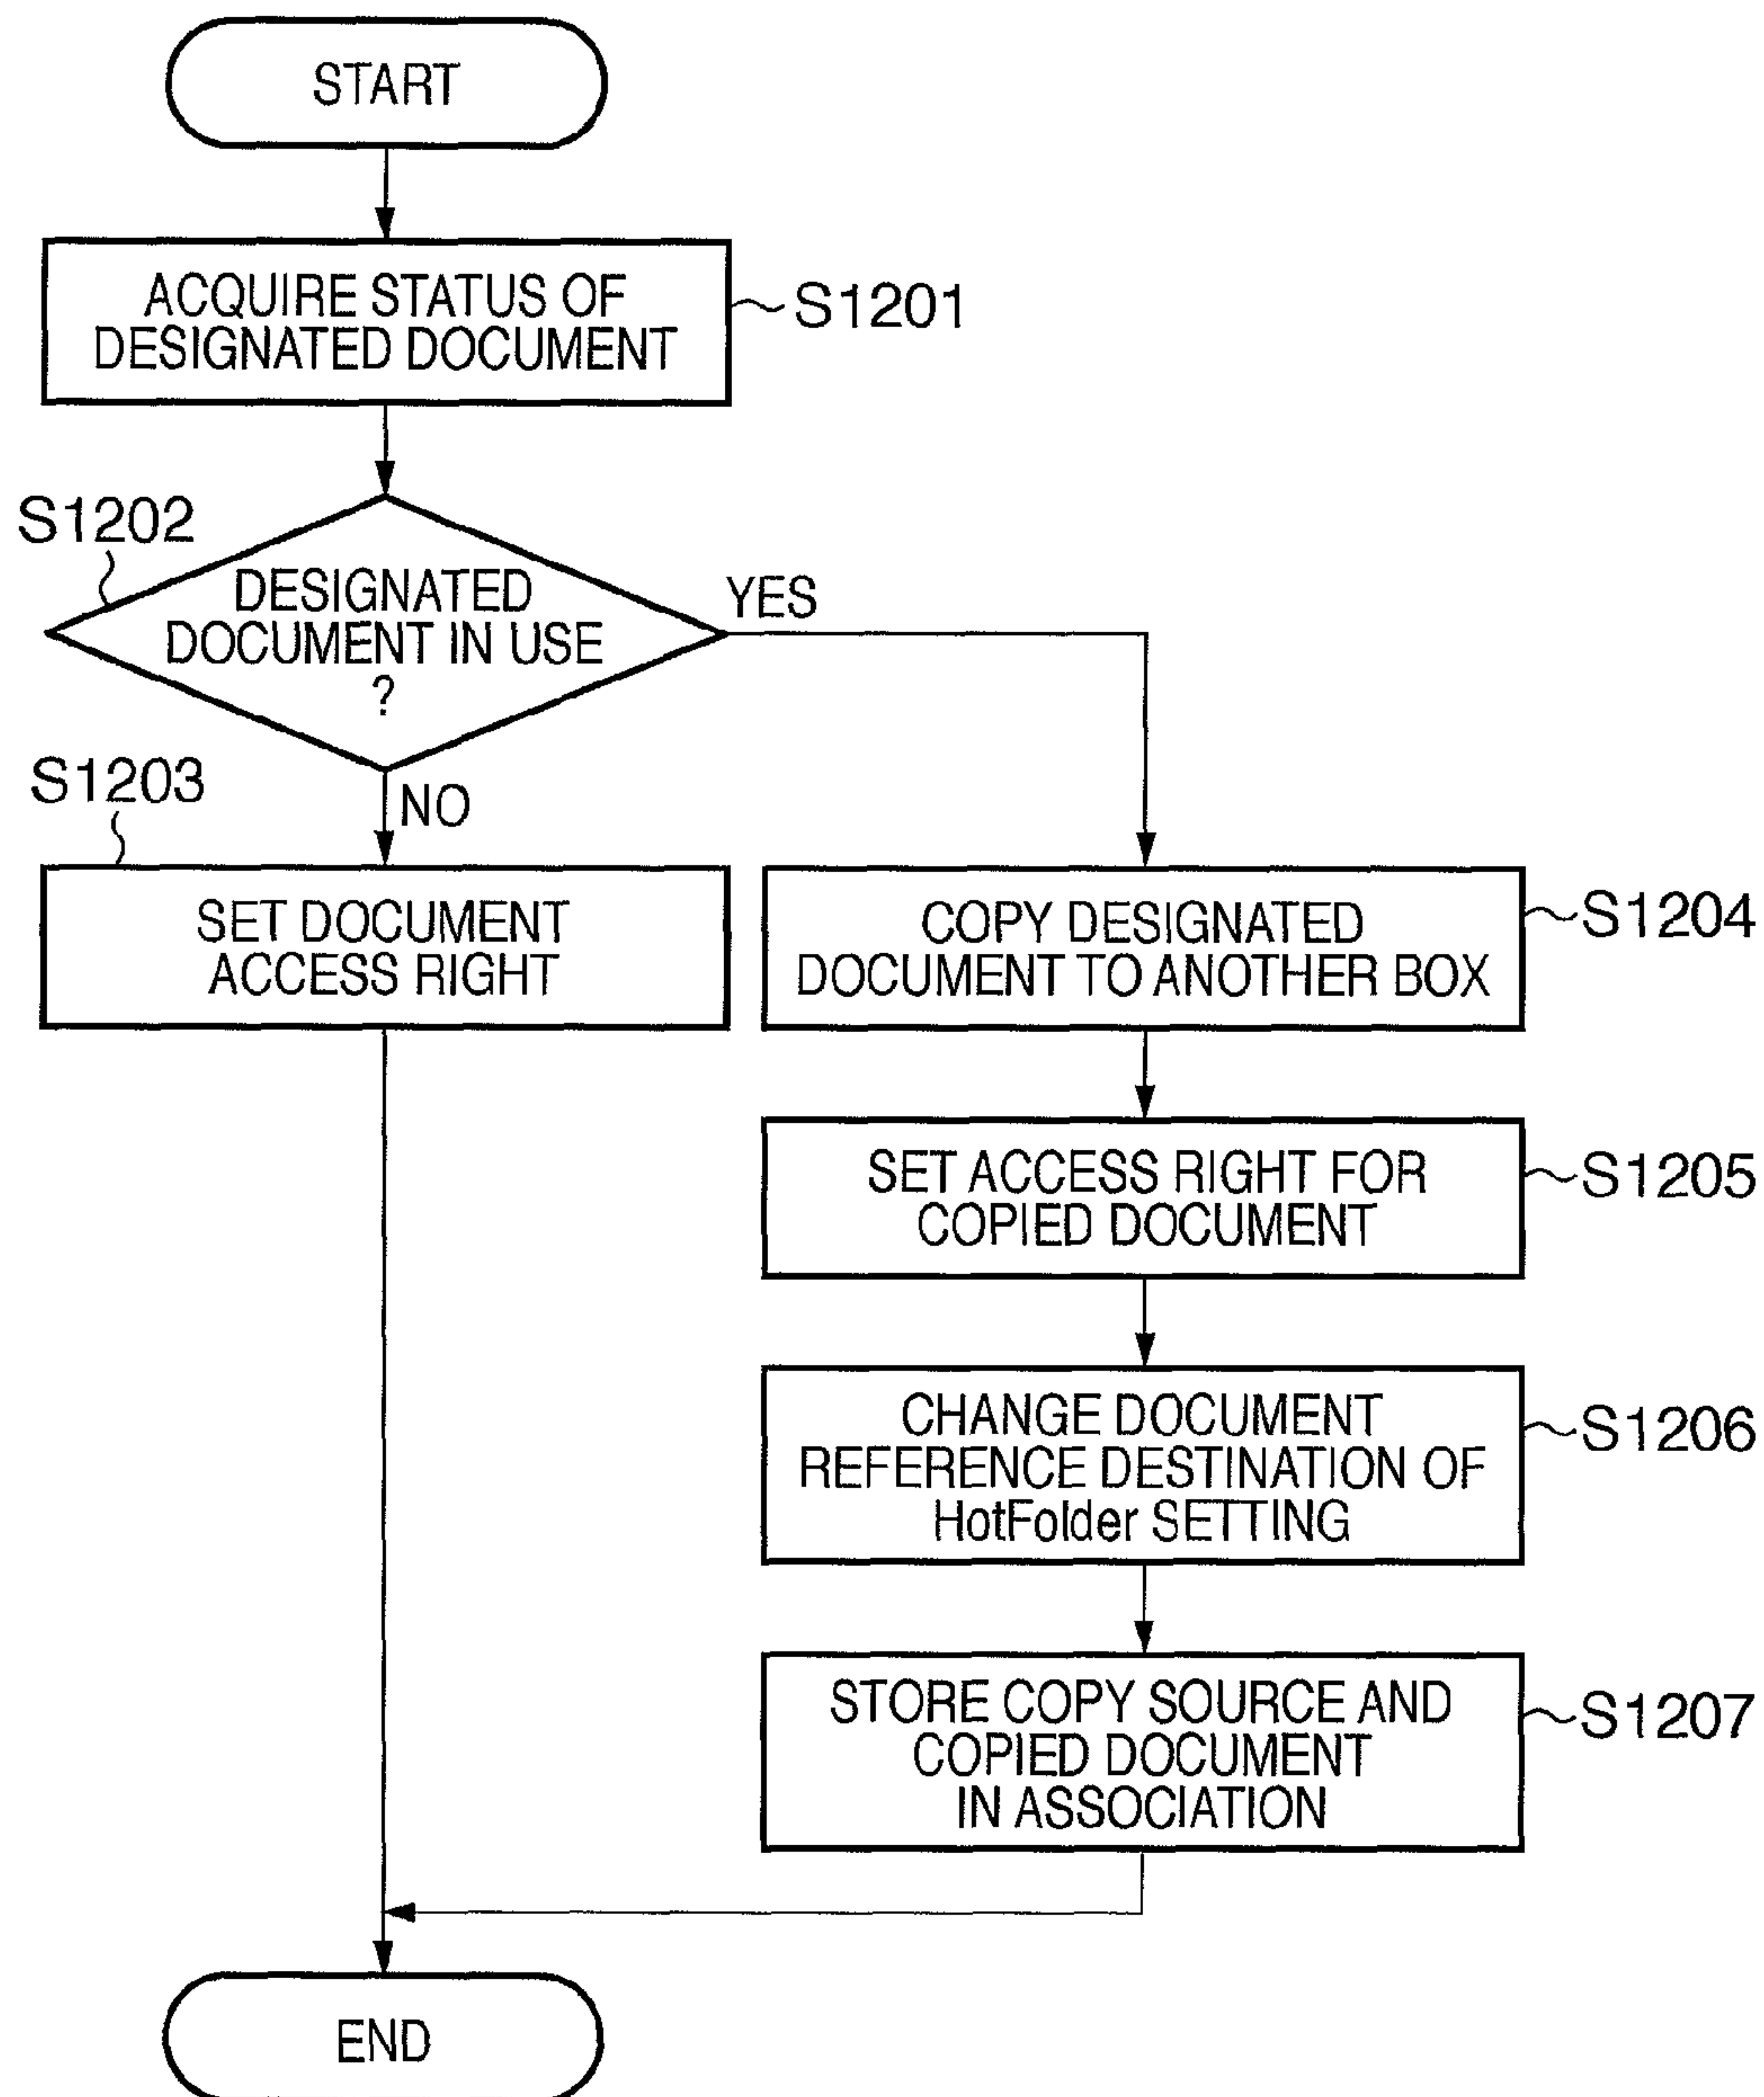 START
ACQUIRE STATUS OF
DESIGNATED DOCUMENT
S1201
S1202
DESIGNATED
DOCUMENT IN USE
?
YES
NO
S1203
SET DOCUMENT
ACCESS RIGHT
COPY DESIGNATED
DOCUMENT TO ANOTHER BOX
S1204
SET ACCESS RIGHT FOR
COPIED DOCUMENT
S1205
CHANGE DOCUMENT
REFERENCE DESTINATION OF
HotFolder SETTING
S1206
STORE COPY SOURCE AND
COPIED DOCUMENT
IN ASSOCIATION
S1207
END